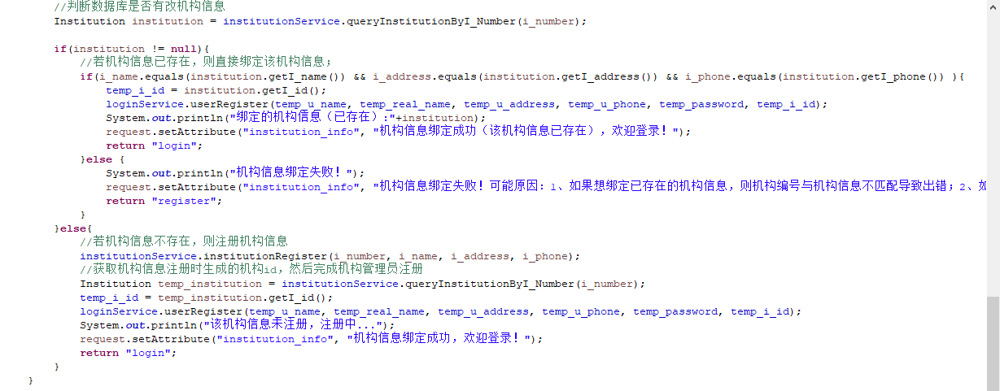 //判断数据库是否有改机构信息
Institution institution = institutionService.queryInstitutionByI_Number(i_number);
if(institution != null){
//若机构信息已存在，则直接绑定该机构信息；
if(i_name.equals(institution.getI_name()) && i_address.equals(institution.getI_address()) && i_phone.equals(institution.getI_phone()) ){
temp_i_id = institution.getI_id();
loginService.userRegister(temp_u_name, temp_real_name, temp_u_address, temp_u_phone, temp_password, temp_i_id);
System.out.println("绑定的机构信息（已存在）:"+institution);
request.setAttribute("institution_info", "机构信息绑定成功（该机构信息已存在），欢迎登录！");
return "login";
}else {
System.out.println("机构信息绑定失败！");
request.setAttribute("institution_info", "机构信息绑定失败！可能原因：1、如果想绑定已存在的机构信息，则机构编号与机构信息不匹配导致出错；2、如
return "register";
}
}else{
//若机构信息不存在，则注册机构信息
institutionService.institutionRegister(i_number, i_name, i_address, i_phone);
//获取机构信息注册时生成的机构id，然后完成机构管理员注册
Institution temp_institution = institutionService.queryInstitutionByI_Number(i_number);
temp_i_id = temp_institution.getI_id();
loginService.userRegister(temp_u_name, temp_real_name, temp_u_address, temp_u_phone, temp_password, temp_i_id);
System.out.println("该机构信息未注册，注册中...");
request.setAttribute("institution_info", "机构信息绑定成功，欢迎登录！");
return "login";
}
}